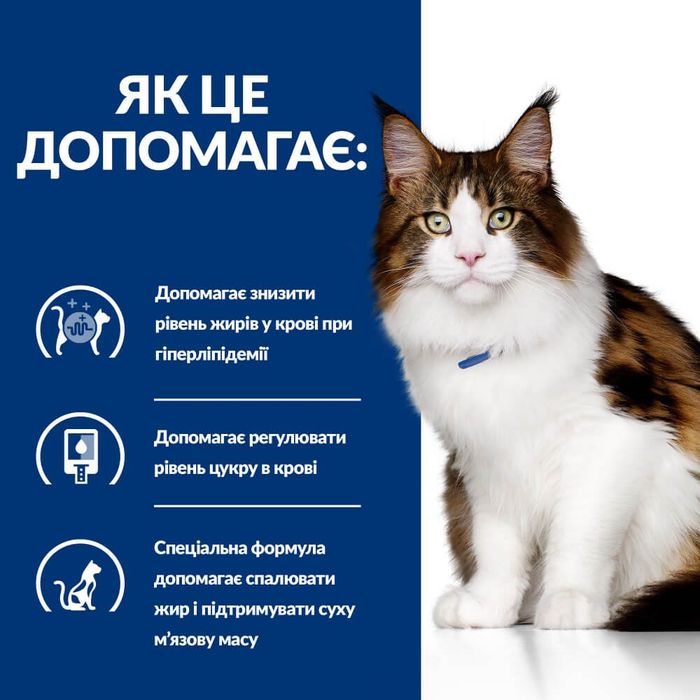 ЯК ЦЕ
ДОПОМАГАЄ:
Допомагає знизити
рівень жирів у крові при
гіперліпідемії
Допомагає регулювати
рівень цукру в крові
Спеціальна формула
допомагає спалювати
жир і підтримувати суху
м’язову масу